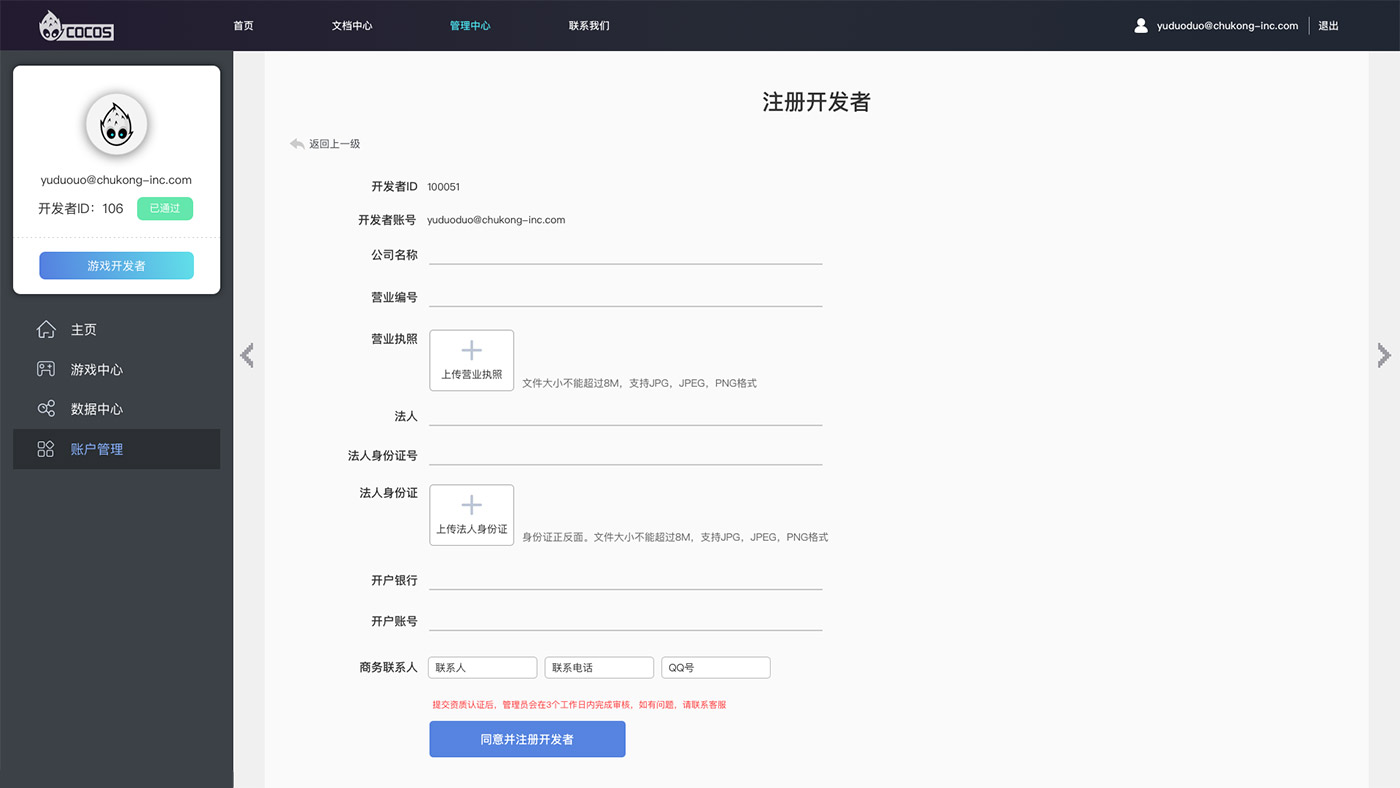 COCOS 首页 文档中心 管理中心 联系我们 yuduoduo@chukong-inc.com 退出
yuduouo@chukong-inc.com
开发者ID：106 已通过
游戏开发者
主页
游戏中心
数据中心
账户管理
注册开发者
返回上一级
开发者ID 100051
开发者账号 yuduoduo@chukong-inc.com
公司名称
营业编号
营业执照
上传营业执照 文件大小不能超过8M，支持JPG，JPEG，PNG格式
法人
法人身份证号
法人身份证
上传法人身份证 身份证正反面。文件大小不能超过8M，支持JPG，JPEG，PNG格式
开户银行
开户账号
商务联系人 联系人 联系电话 QQ号
提交资质认证后，管理员会在3个工作日内完成审核，如有问题，请联系客服
同意并注册开发者